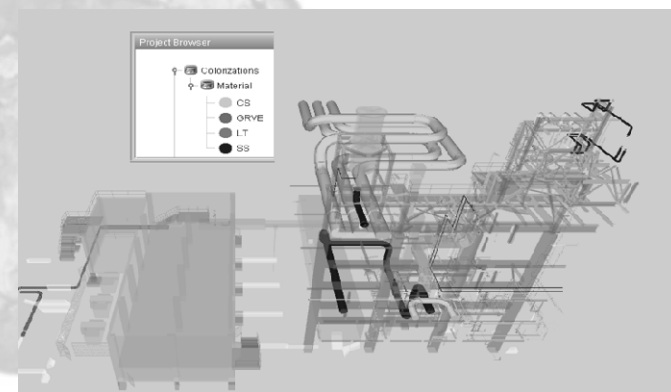 Project Browser
Colorizations
Material
CS
GRVE
LT
SS